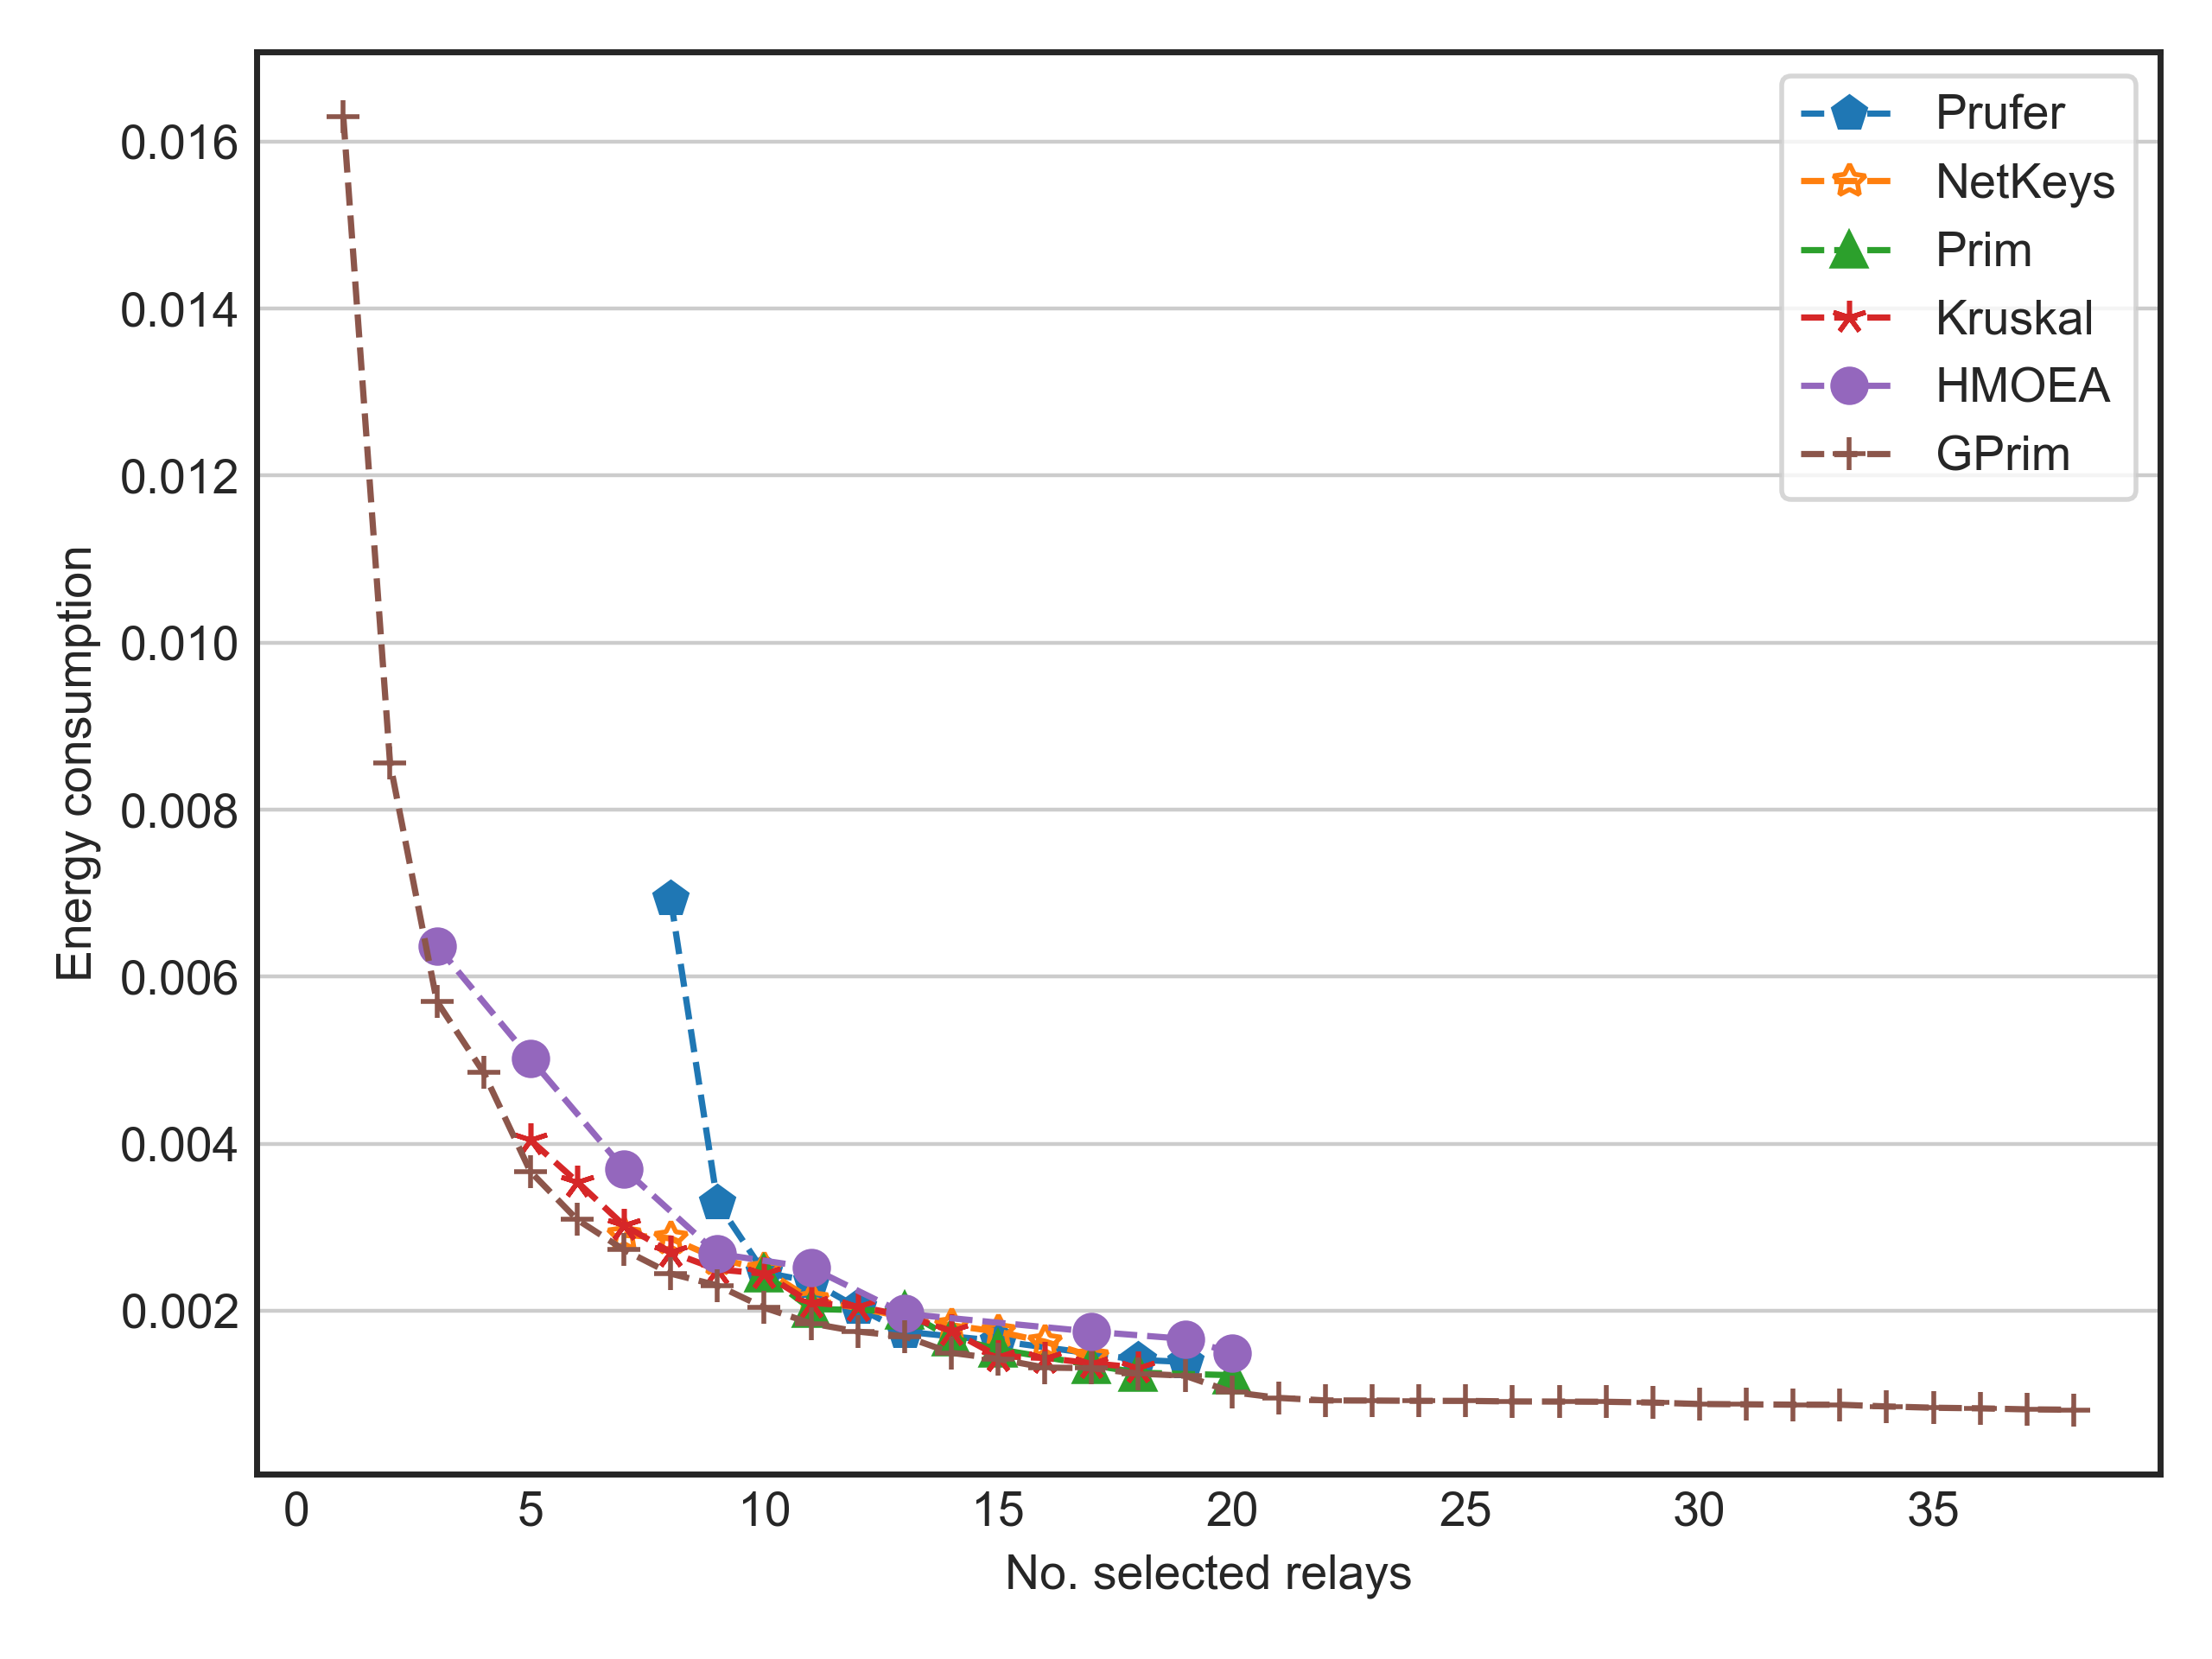 Prufer
NetKeys
Prim
Kruskal
HMOEA
GPrim
Energy consumption
0.016
0.014
0.012
0.010
0.008
0.006
0.004
0.002
0 5 10 15 20 25 30 35
No. selected relays